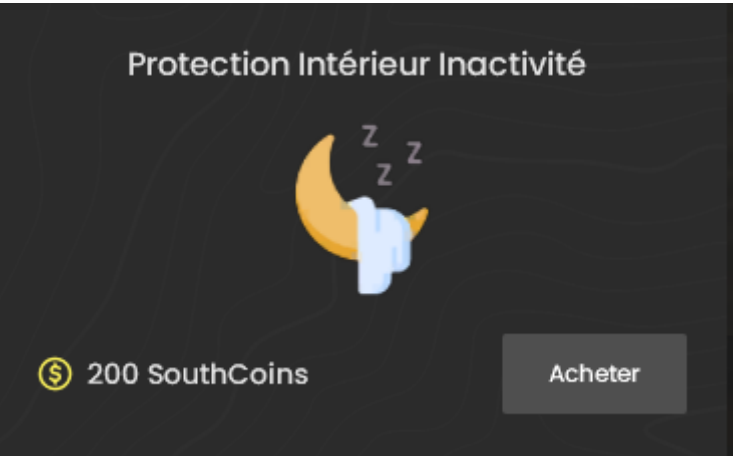 Protection Intérieur Inactivité
z
z
z
200 SouthCoins
Acheter